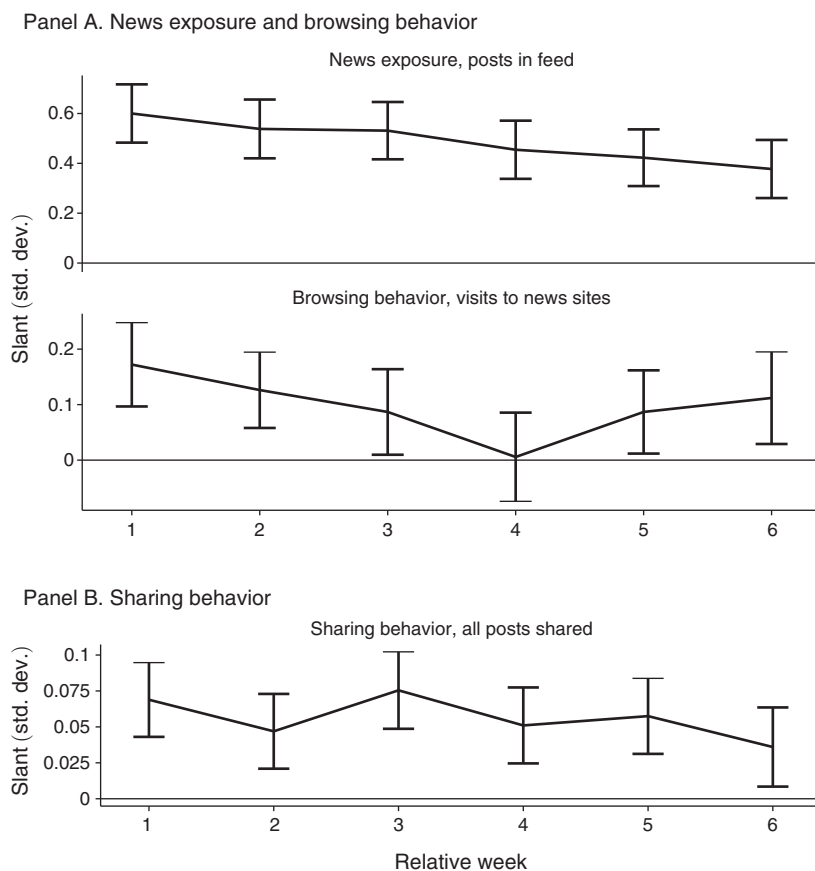 Panel A. News exposure and browsing behavior
News exposure, posts in feed
0.6
0.4
0.2
0
Slant (std. dev.)
Browsing behavior, visits to news sites
0.2
0.1
0
1 2 3 4 5 6
Panel B. Sharing behavior
Sharing behavior, all posts shared
Slant (std. dev.)
0.1
0.075
0.05
0.025
0
1 2 3 4 5 6
Relative week